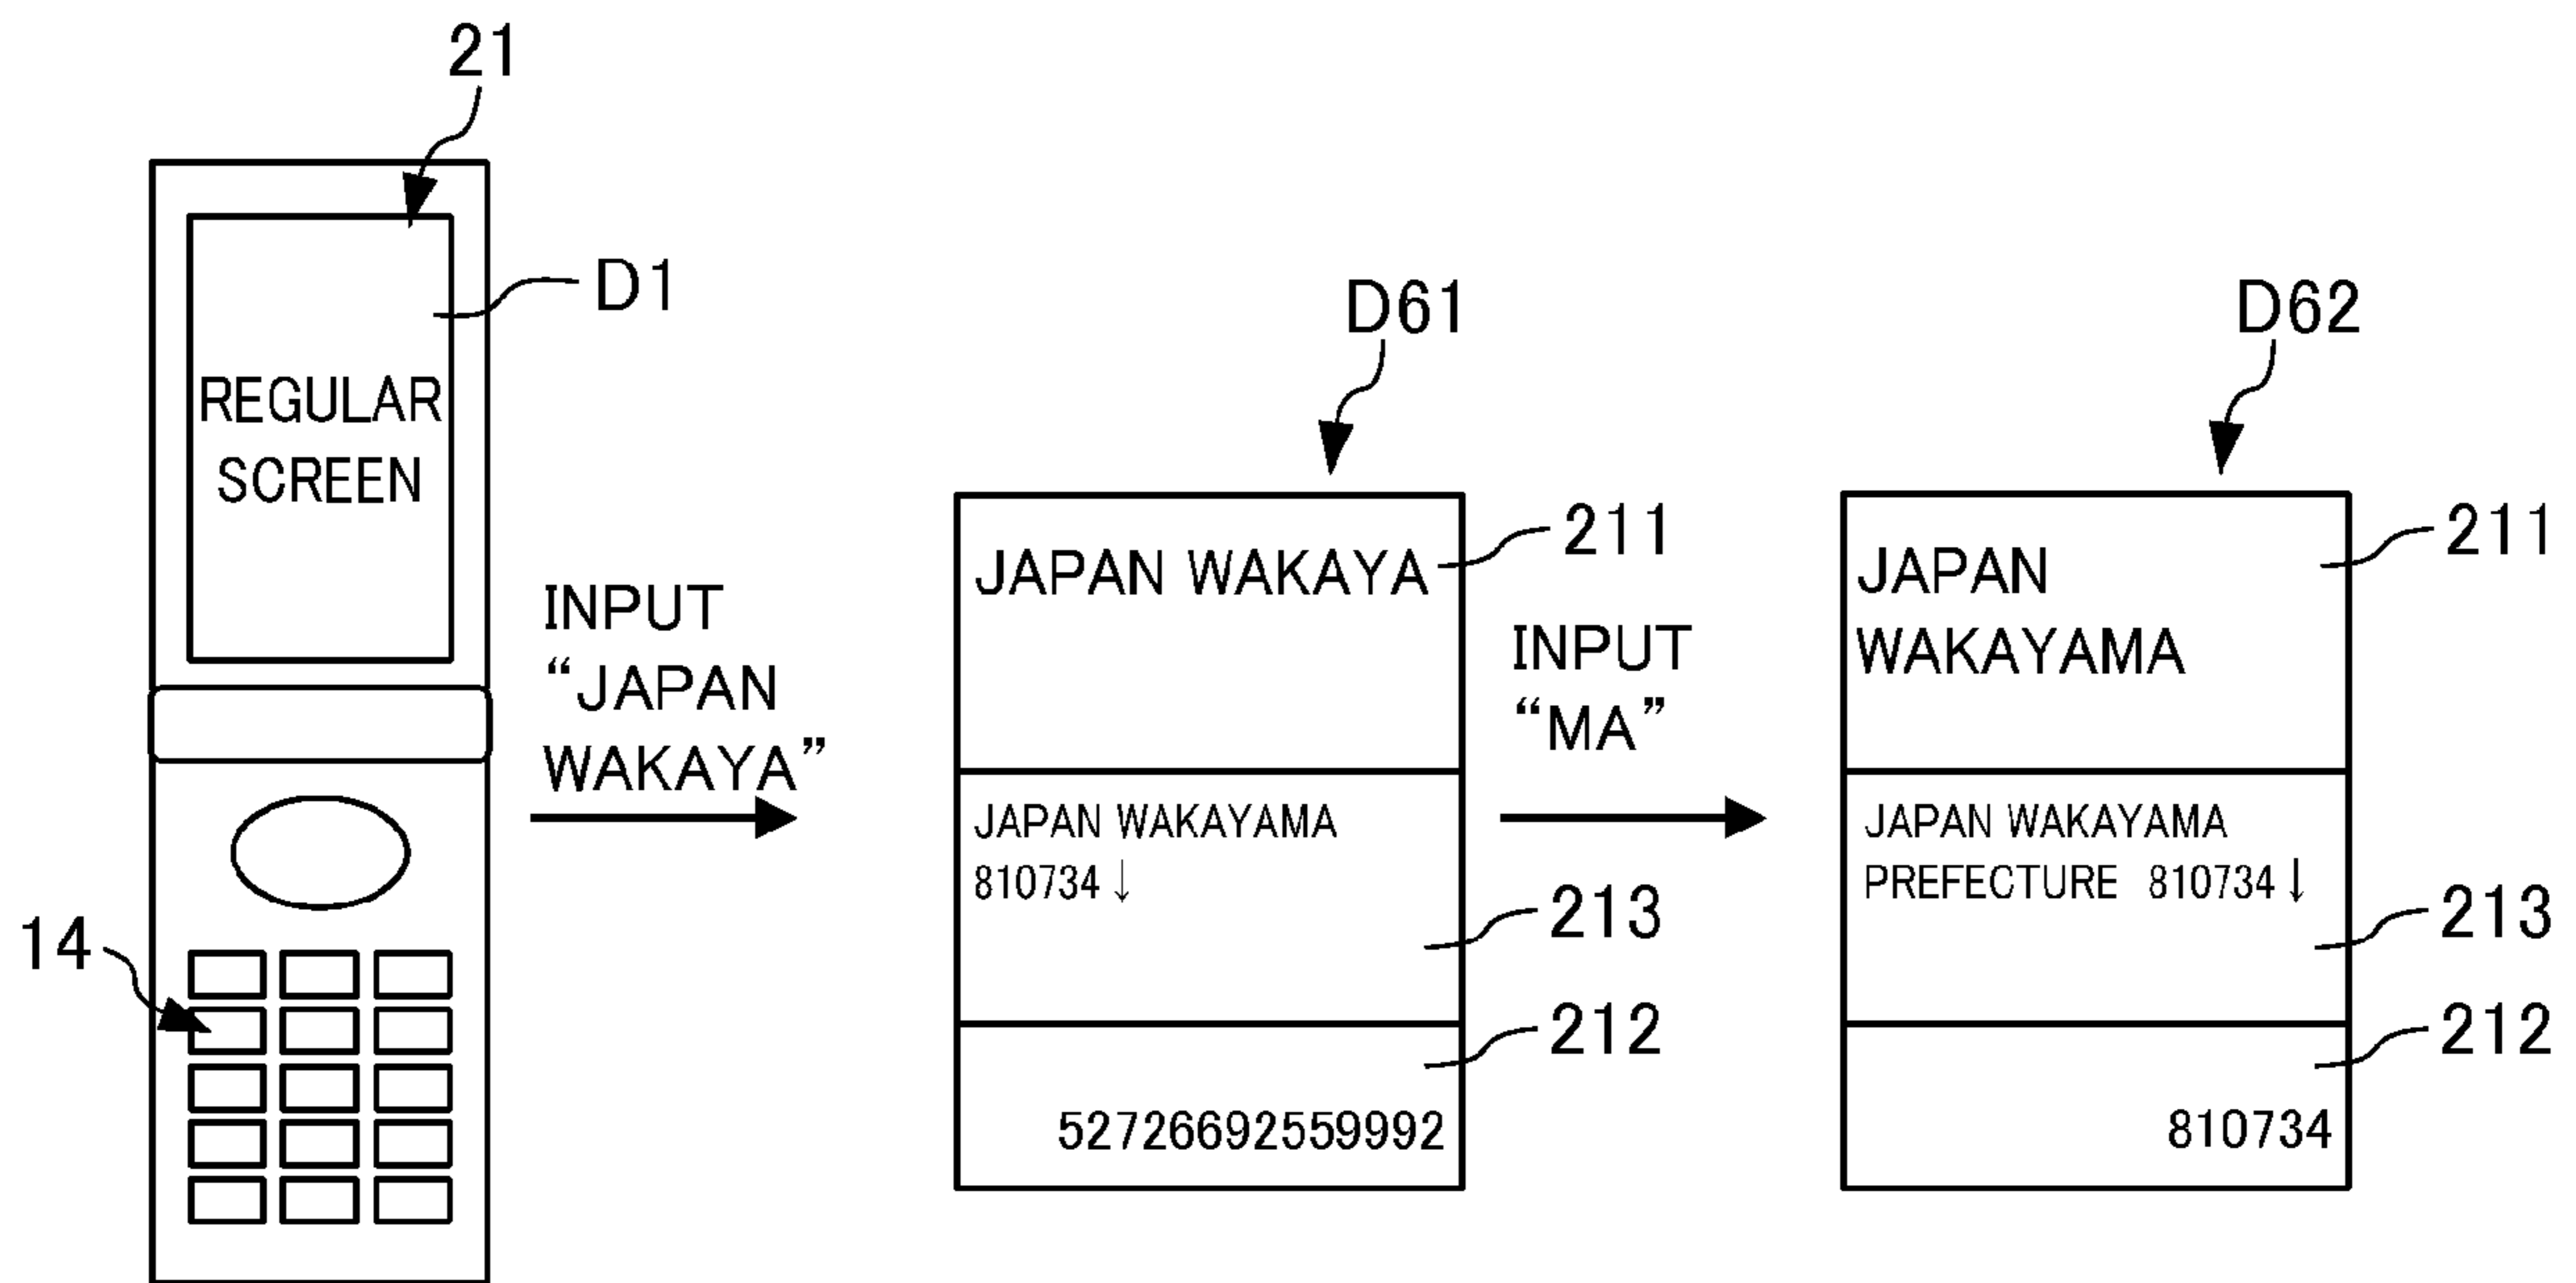 21
D1
REGULAR
SCREEN
14
INPUT
“JAPAN
WAKAYA”
D61
JAPAN WAKAYA
211
JAPAN WAKAYAMA
810734↓
213
212
52726692559992
INPUT
“MA”
D62
JAPAN
WAKAYAMA
211
JAPAN WAKAYAMA
PREFECTURE 810734↓
213
212
810734